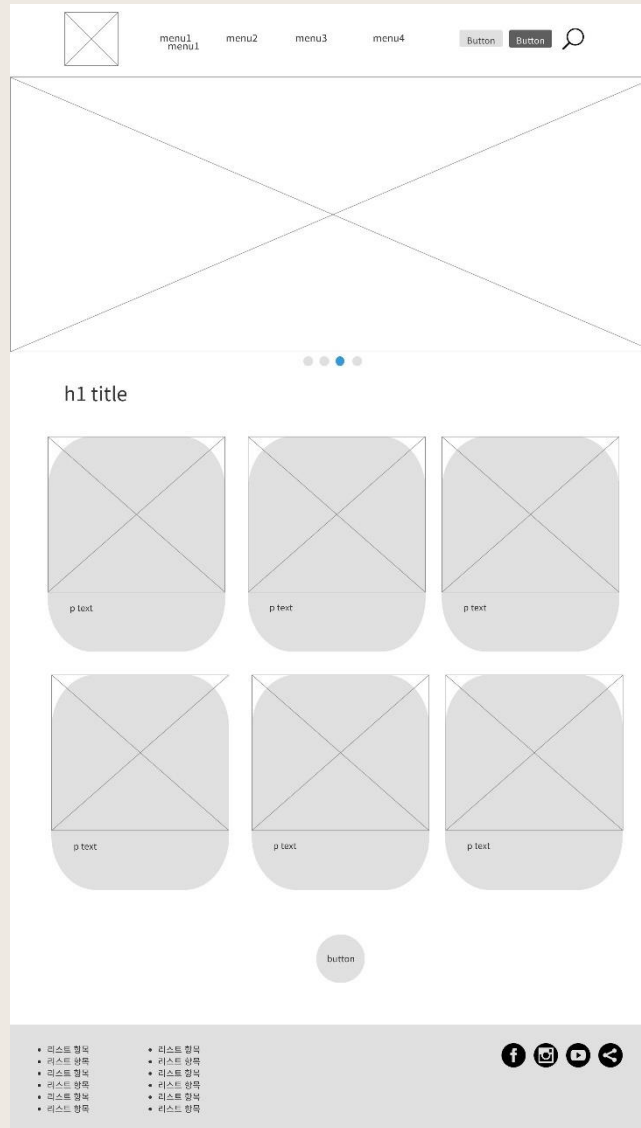 menu1 menu2 menu3 menu4 Button Button
menu1
h1 title
p text p text p text
p text p text p text
button
리스트 항목 리스트 항목
리스트 항목 리스트 항목
리스트 항목 리스트 항목
리스트 항목 리스트 항목
리스트 항목 리스트 항목
리스트 항목 리스트 항목